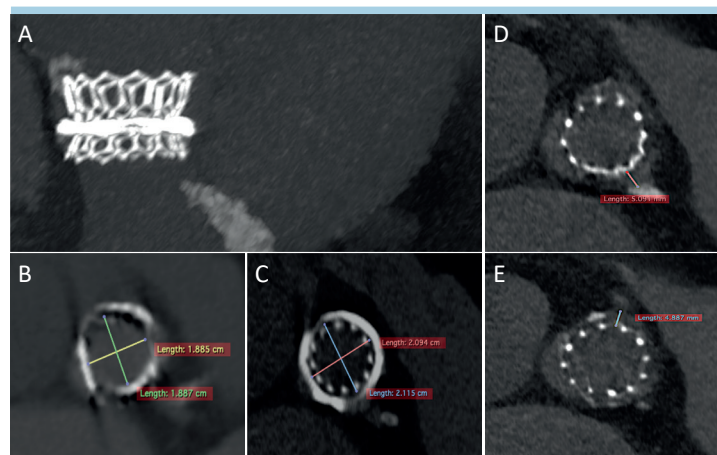 A
D
Length: 5.094 mm
B
Length: 1.885 cm
Length: 1.887 cm
C
Length: 2.094 cm
Length: 2.115 cm
E
Length: 4.887 mm